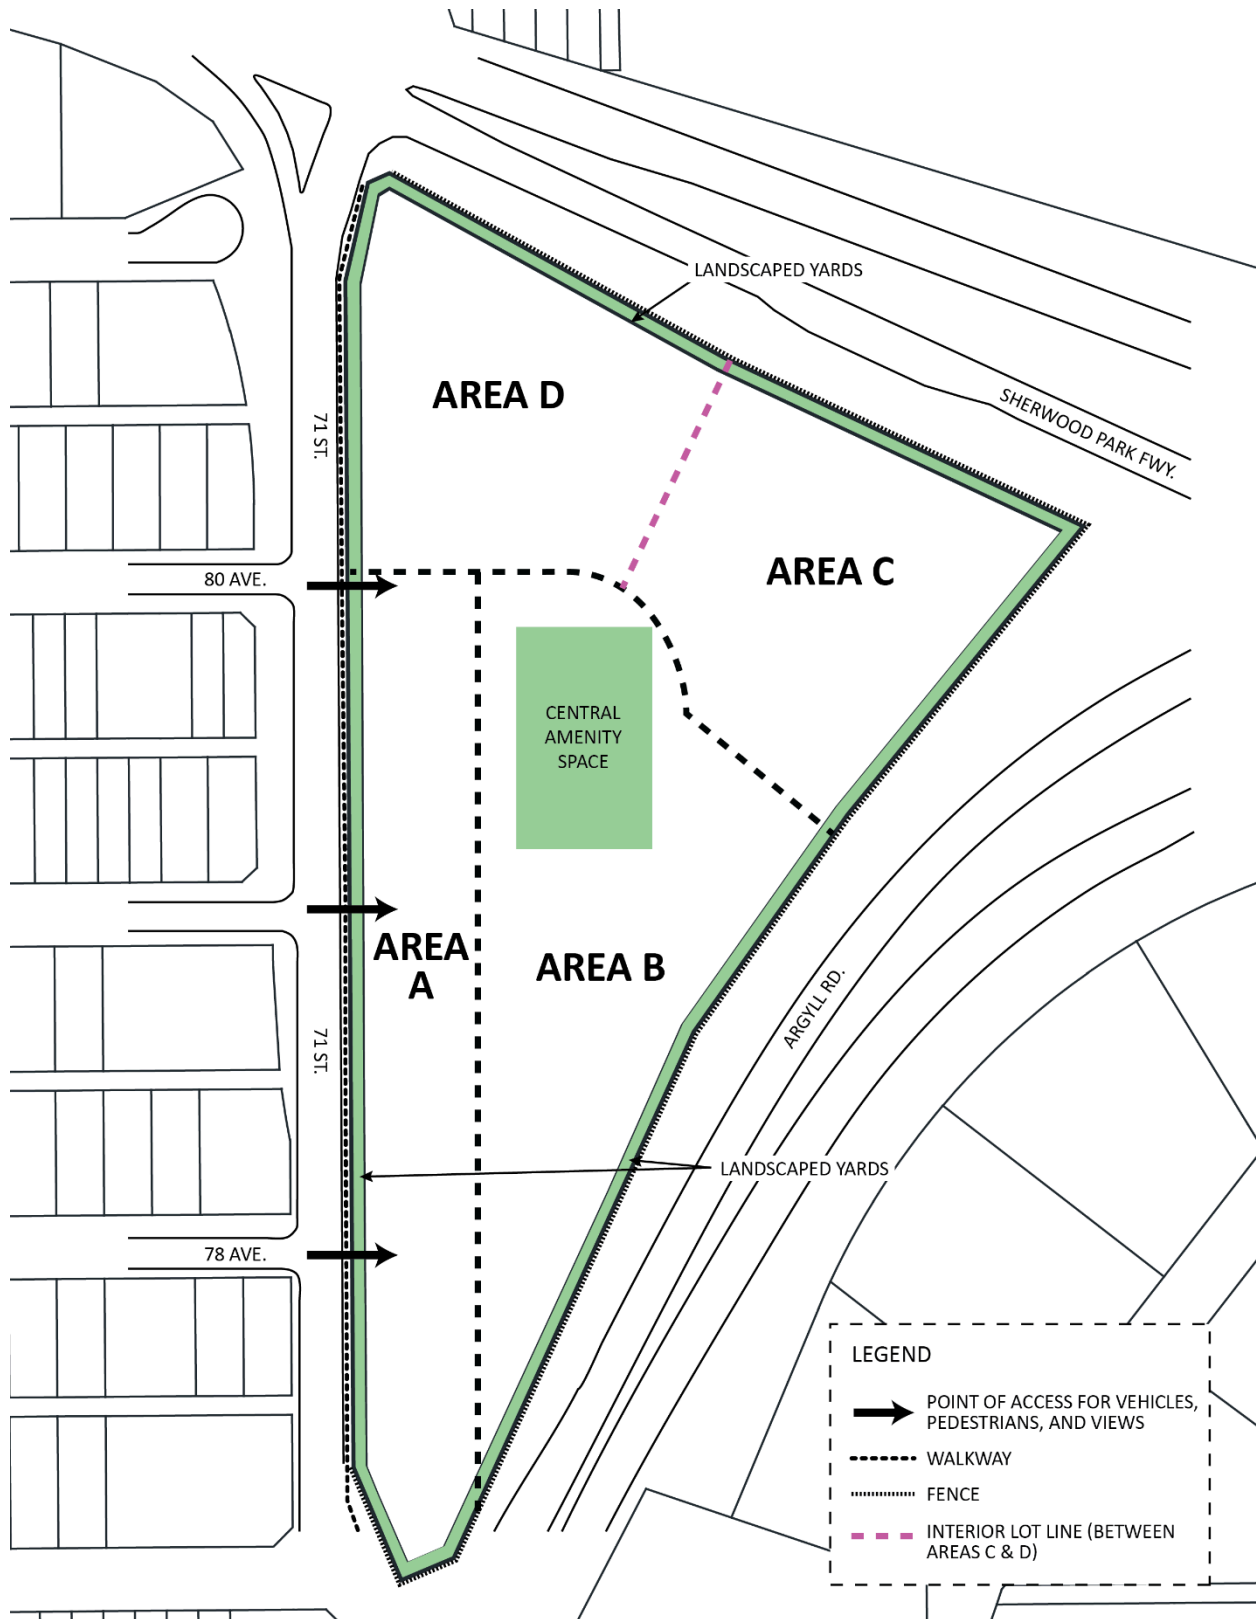 LANDSCAPED YARDS
SHERWOOD PARK FWY.
AREA D
71 ST.
AREA C
80 AVE.
CENTRAL
AMENITY
SPACE
AREA
A
AREA B
ARGYLL RD.
71 ST.
LANDSCAPED YARDS
78 AVE.
LEGEND
POINT OF ACCESS FOR VEHICLES,
PEDESTRIANS, AND VIEWS
WALKWAY
FENCE
INTERIOR LOT LINE (BETWEEN
AREAS C & D)